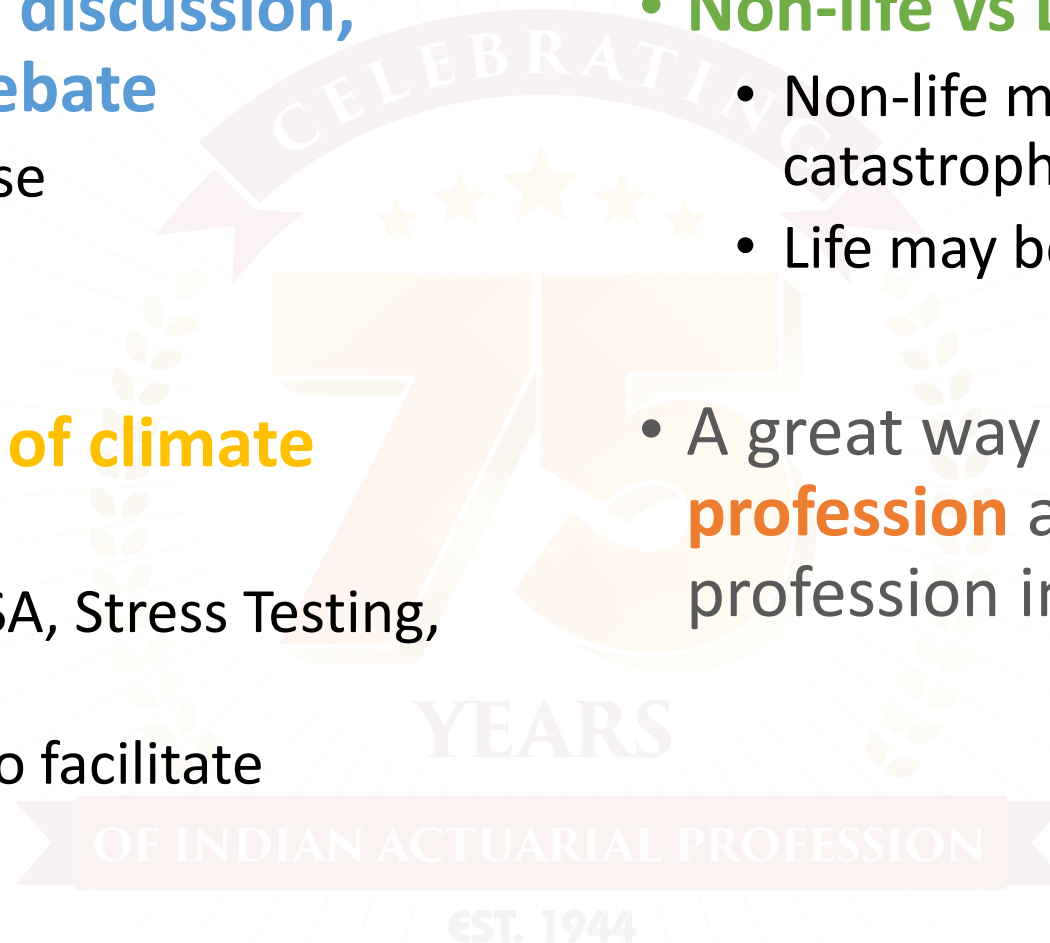 discussion,
ebate
se
of climate
SA, Stress Testing,
o facilitate
• Non-life vs L
• Non-life m
catastroph
• Life may be
• A great way
profession a
profession in
CELEBRATING
75
YEARS
OF INDIAN ACTUARIAL PROFESSION
EST. 1944